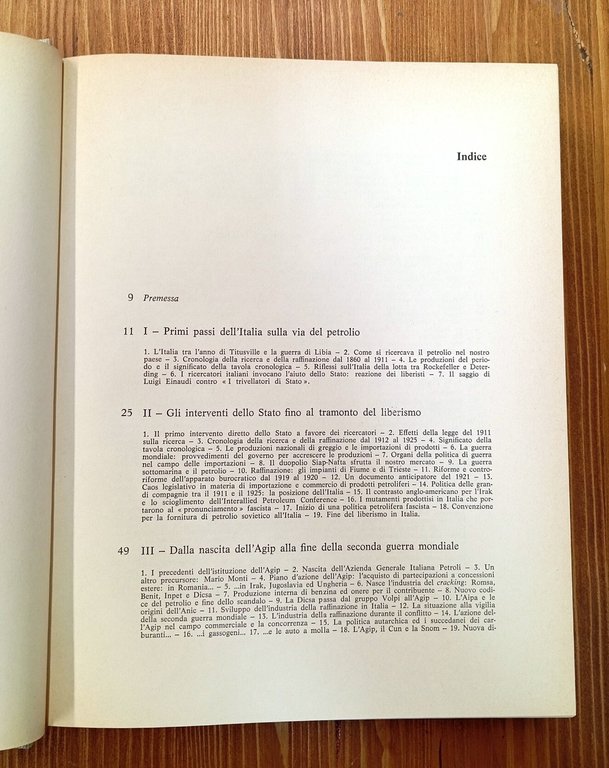 Indice
9 Premessa
11 I – Primi passi dell'Italia sulla via del petrolio
1. L'Italia tra l'anno di Titusville e la guerra di Libia – 2. Come si ricercava il petrolio nel nostro
paese – 3. Cronologia della ricerca e della raffinazione dal 1860 al 1911 – 4. Le produzioni del perio-
do e il significato della tavola cronologica – 5. Riflessi sull'Italia della lotta tra Rockefeller e Deter-
ding – 6. I ricercatori italiani invocano l'aiuto dello Stato: reazione dei liberisti – 7. Il saggio di
Luigi Einaudi contro « I trivellatori di Stato ».
25 II – Gli interventi dello Stato fino al tramonto del liberismo
1. Il primo intervento diretto dello Stato a favore dei ricercatori – 2. Effetti della legge del 1911
sulla ricerca – 3. Cronologia della ricerca e della raffinazione dal 1912 al 1925 – 4. Significato della
tavola cronologica – 5. Le produzioni nazionali di greggio e le importazioni di prodotti – 6. La guerra
mondiale: provvedimenti del governo per accrescere le produzioni – 7. Organi della politica di guerra
nel campo delle importazioni – 8. Il duopolio Siap-Nafta sfrutta il nostro mercato – 9. La guerra
sottomarina e il petrolio – 10. Raffinazione: gli impianti di Fiume e di Trieste – 11. Riforme e contro-
riforme dell'apparato burocratico dal 1919 al 1920 – 12. Un documento anticipatore del 1921 – 13.
Caos legislativo in materia di importazione e commercio di prodotti petroliferi – 14. Politiche delle gran-
di compagnie tra il 1911 e il 1925: la posizione dell'Italia – 15. Il contrasto anglo-americano per l'Irak
e lo scioglimento dell'Interallied Petroleum Conference – 16. I mutamenti prodottisi in Italia che por-
tarono al « pronunciamento » fascista – 17. Inizio di una politica petrolifera fascista – 18. Convenzione
per la fornitura di petrolio sovietico all'Italia – 19. Fine del liberismo in Italia.
49 III – Dalla nascita dell'Agip alla fine della seconda guerra mondiale
1. I precedenti dell'istituzione dell'Agip – 2. Nascita dell'Azienda Generale Italiana Petroli – 3. Un
altro precursore: Mario Monti – 4. Piano d'azione dell'Agip: l'acquisto di partecipazioni a concessioni
estere: in Romania... – 5. ...in Irak, Jugoslavia ed Ungheria – 6. Nasce l'industria del cracking: Romsa,
Benit, Inpet e Dicsa – 7. Produzione interna di benzina ed onere per il contribuente – 8. Nuovo codi-
ce del petrolio e fine dello scandalo – 9. La Dicsa passa dal gruppo Volpi all'Agip – 10. L'Aipa e le
origini dell'Anic – 11. Sviluppo dell'industria della raffinazione in Italia – 12. La situazione alla vigilia
della seconda guerra mondiale – 13. L'industria della raffinazione durante il conflitto – 14. L'azione del-
l'Agip nel campo commerciale e la concorrenza – 15. La politica autarchica ed i succedanei dei car-
buranti... – 16. ...i gassogeni... 17. ...e le auto a molla – 18. L'Agip, il Cun e la Snom – 19. Nuova di-